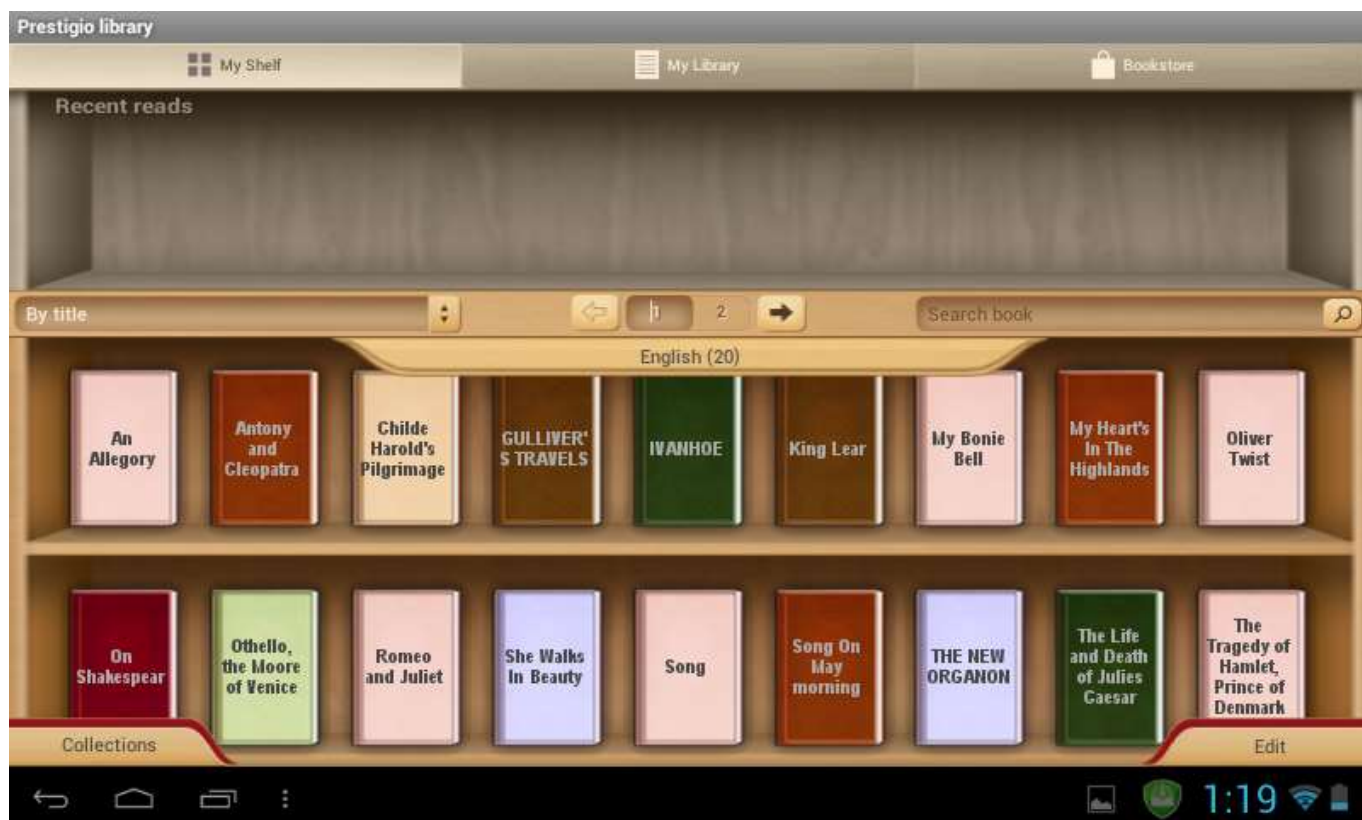 Prestigio library
My Shelf
My Library
Bookstore
Recent reads
By title
1
2
Search book
English (20)
An
Allegory
Antony
and
Cleopatra
Childe
Harold's
Pilgrimage
GULLIVER'
S TRAVELS
IVANHOE
King Lear
My Bonie
Bell
My Heart's
In The
Highlands
Oliver
Twist
On
Shakespear
Othello,
the Moore
of Venice
Romeo
and Juliet
She Walks
In Beauty
Song
Song On
May
morning
THE NEW
ORGANON
The Life
and Death
of Julies
Caesar
The
Tragedy of
Hamlet,
Prince of
Denmark
Collections
Edit
1:19